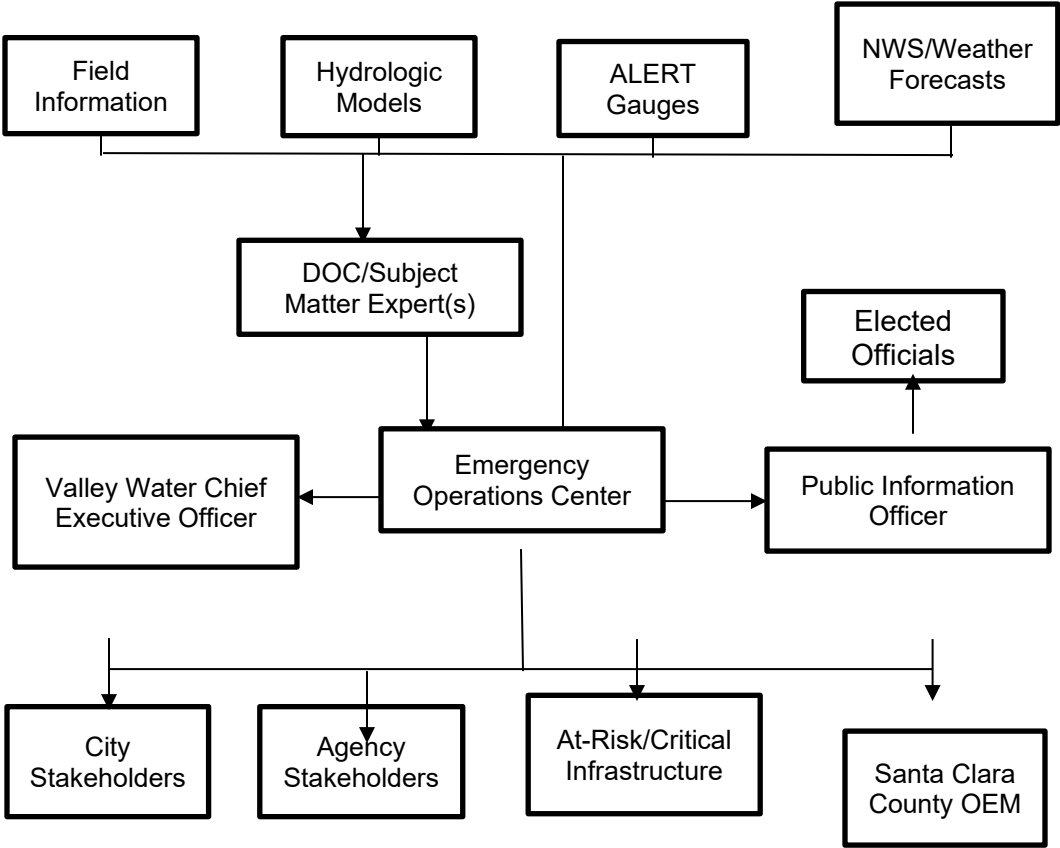 Field
Information
Hydrologic
Models
ALERT
Gauges
NWS/Weather
Forecasts
DOC/Subject
Matter Expert(s)
Elected
Officials
Valley Water Chief
Executive Officer
Emergency
Operations Center
Public Information
Officer
City
Stakeholders
Agency
Stakeholders
At-Risk/Critical
Infrastructure
Santa Clara
County OEM